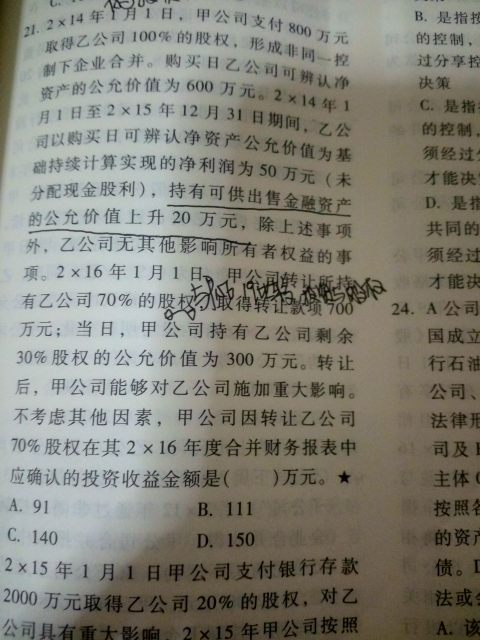 21. 2×14年1月1日，甲公司支付800万元
取得乙公司100%的股权，形成非同一控
制下企业合并。购买日乙公司可辨认净
资产的公允价值为600万元。2×14年1
月1日至2×15年12月31日期间，乙公
司以购买日可辨认净资产公允价值为基
础持续计算实现的净利润为50万元（未
分配现金股利），持有可供出售金融资产
的公允价值上升20万元，除上述事项
外，乙公司无其他影响所有者权益的事
项。2×16年1月1日，甲公司转让所持
有乙公司70%的股权，取得转让款项700
万元；当日，甲公司持有乙公司剩余
30%股权的公允价值为300万元。转让
后，甲公司能够对乙公司施加重大影响。
不考虑其他因素，甲公司因转让乙公司
70%股权在其2×16年度合并财务报表中
应确认的投资收益金额是(  )万元。★
A. 91 B. 111
C. 140 D. 150
2×15年1月1日甲公司支付银行存款
2000万元取得乙公司20%的股权，对乙
公司具有重大影响，2×15年甲公司按照
B. 是指按
的控制，
过分享控
决策
C. 是指
的控制，
须经过
才能决
D. 是指
共同的
须经过
才能决
24. A公司
国成立
行石油
公司、
法律形
司及
主体
按照各
的资产
债。
法或
A. 该